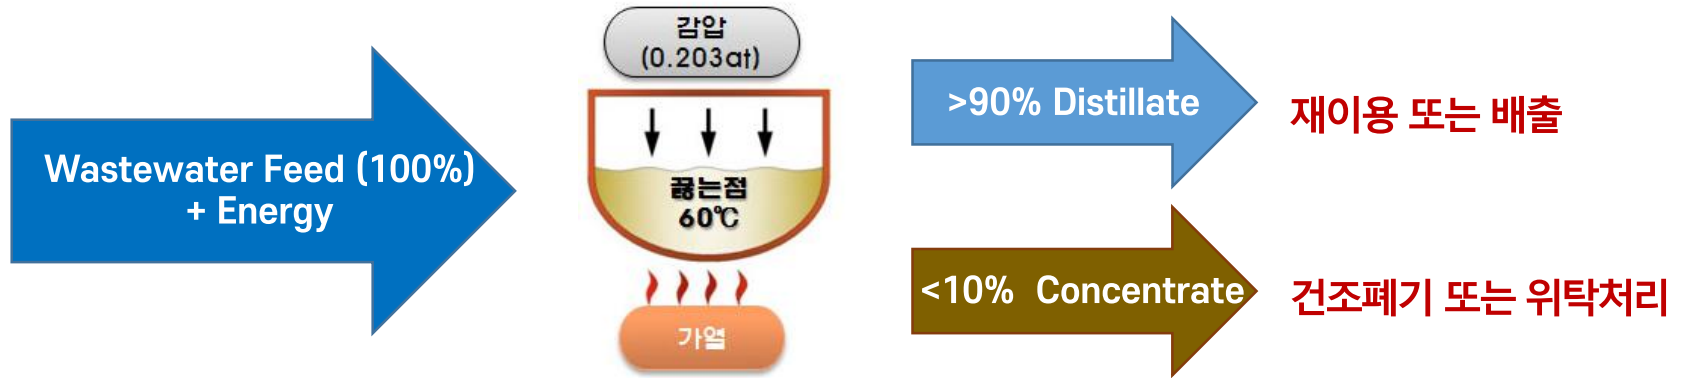 Wastewater Feed (100%)
+ Energy
감압
(0.203at)
끓는점
60℃
가열
>90% Distillate
재이용 또는 배출
<10% Concentrate
건조폐기 또는 위탁처리